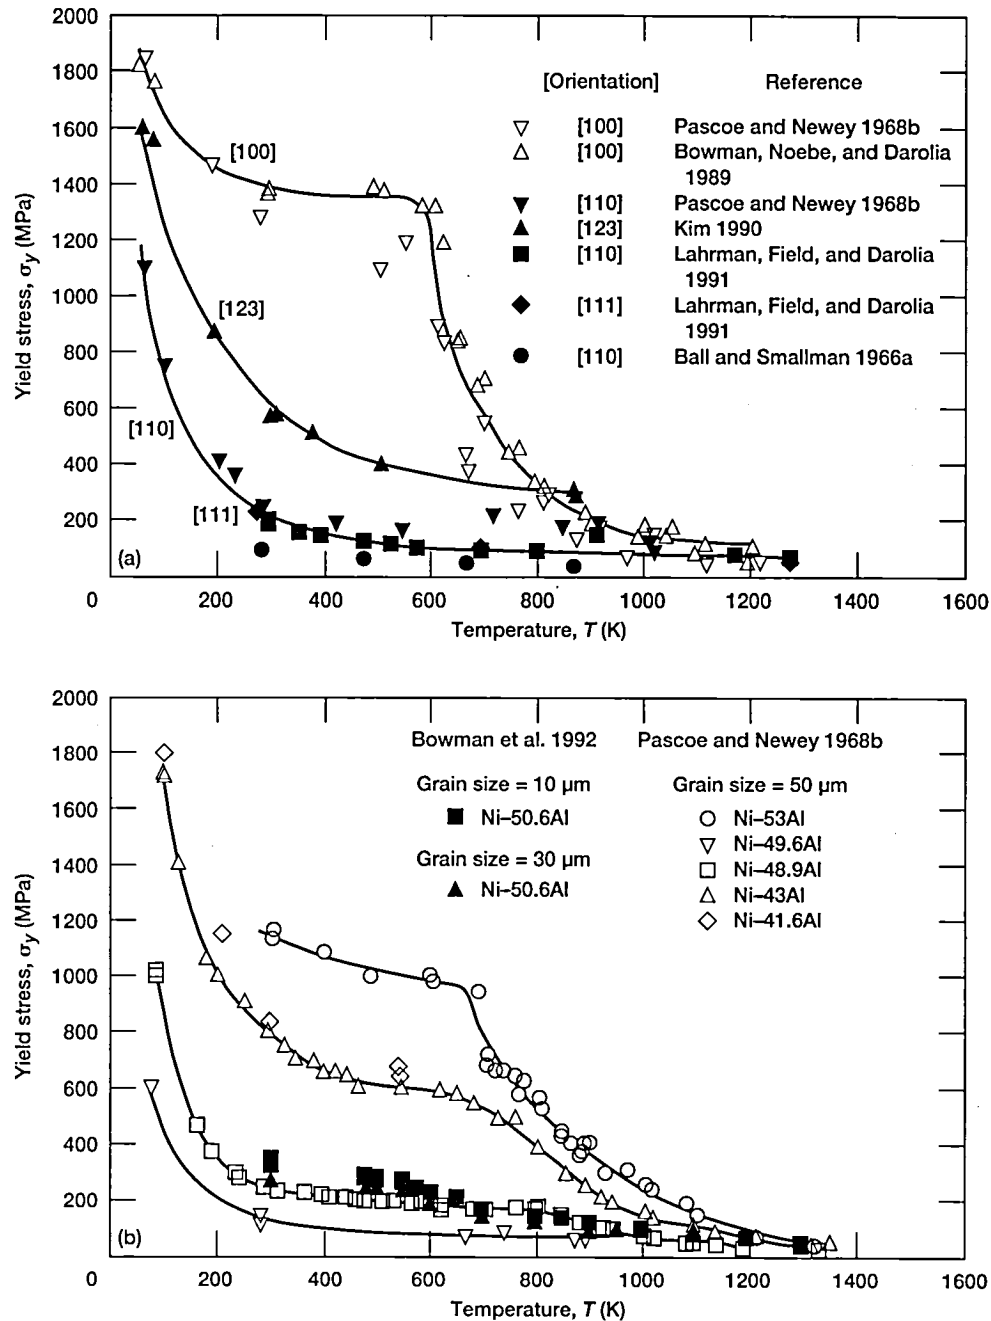 2000
1800
1600
1400
1200
1000
800
600
400
200
0
Yield stress, σy (MPa)
[Orientation] Reference
[100] Pascoe and Newey 1968b
[100] Bowman, Noebe, and Darolia
1989
[110] Pascoe and Newey 1968b
[123] Kim 1990
[110] Lahrman, Field, and Darolia
1991
[111] Lahrman, Field, and Darolia
1991
[110] Ball and Smallman 1966a
[100]
[123]
[110]
[111]
(a)
200 400 600 800 1000 1200 1400 1600
Temperature, T (K)
2000
1800
1600
1400
1200
1000
800
600
400
200
0
Yield stress, σy (MPa)
Bowman et al. 1992 Pascoe and Newey 1968b
Grain size = 10 μm Grain size = 50 μm
Ni–50.6Al Ni–53Al
Ni–49.6Al
Grain size = 30 μm Ni–48.9Al
Ni–50.6Al Ni–43Al
Ni–41.6Al
(b)
200 400 600 800 1000 1200 1400 1600
Temperature, T (K)